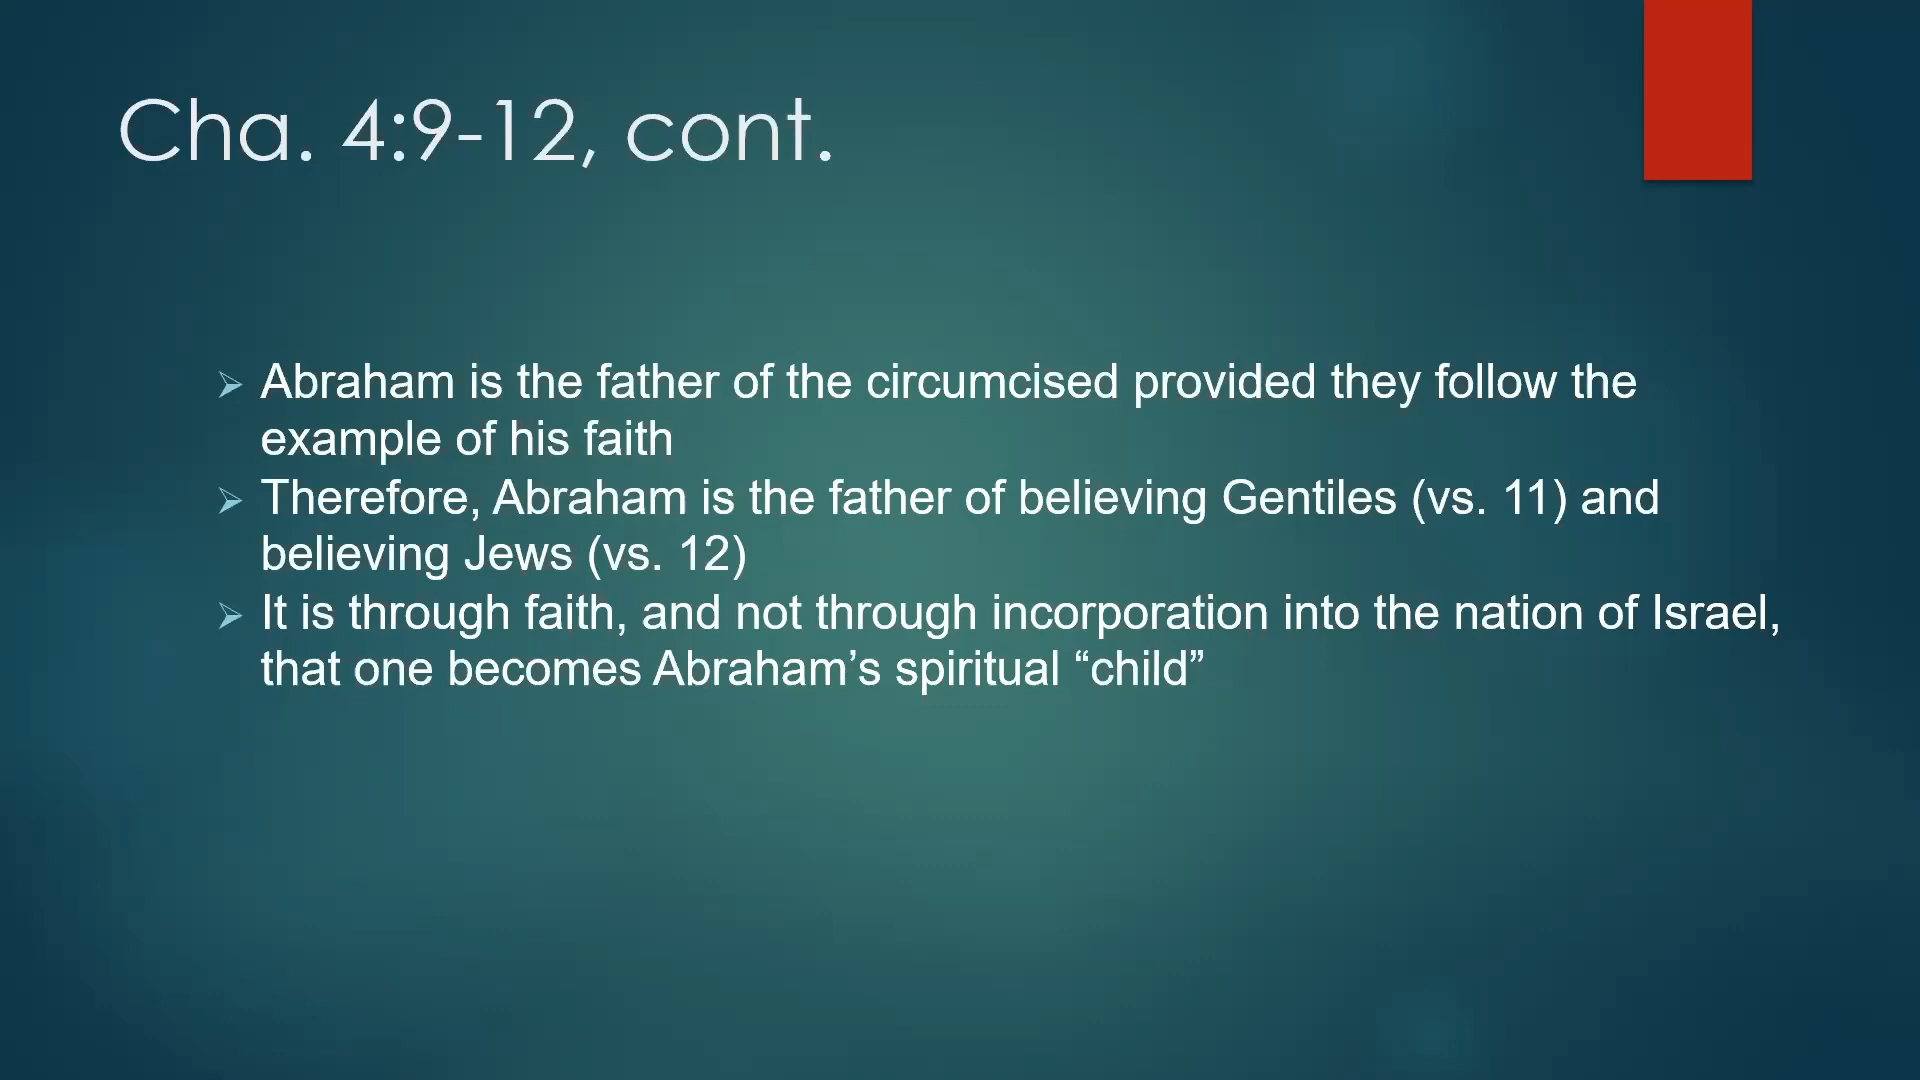 Cha. 4:9-12, cont.
➢ Abraham is the father of the circumcised provided they follow the
example of his faith
➢ Therefore, Abraham is the father of believing Gentiles (vs. 11) and
believing Jews (vs. 12)
➢ It is through faith, and not through incorporation into the nation of Israel,
that one becomes Abraham’s spiritual “child”